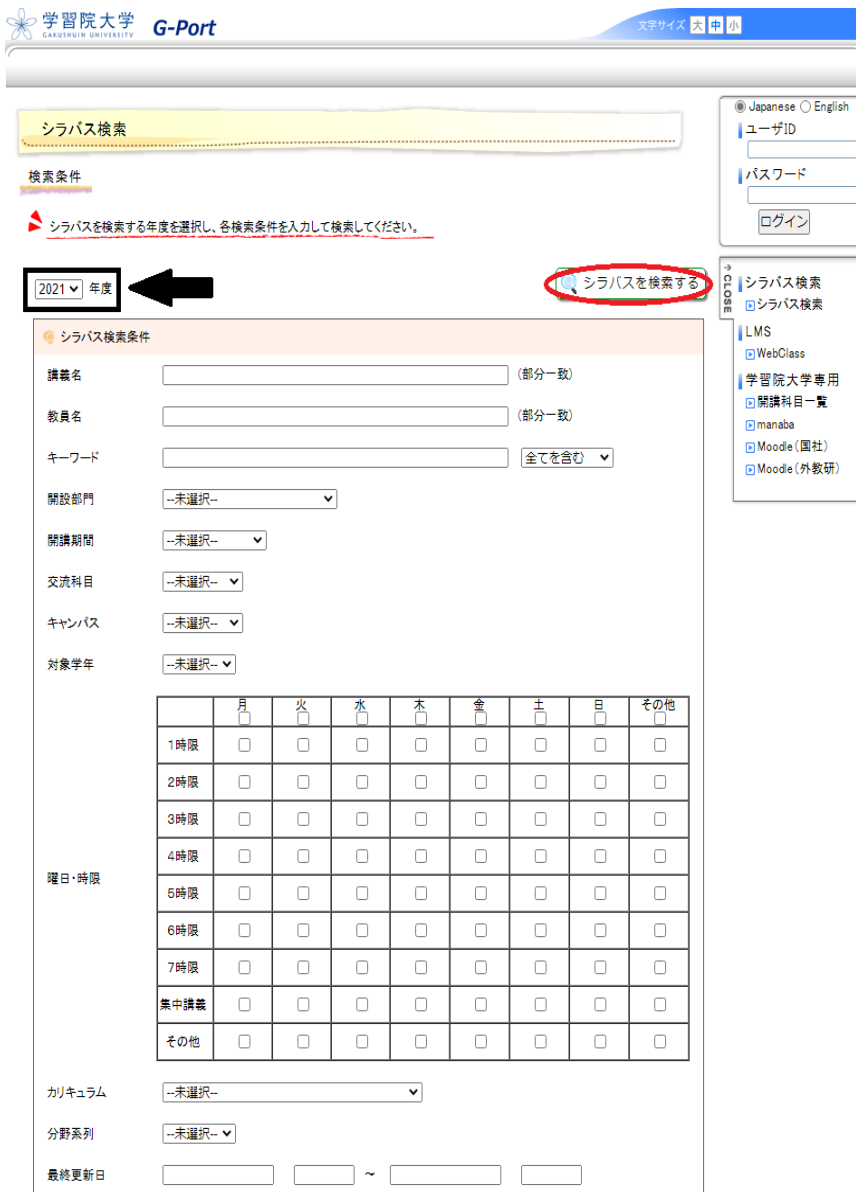 学習院大学
GAKUSHUIN UNIVERSITY
G-Port
文字サイズ 大 中 小
Japanese English
ユーザID
パスワード
ログイン
シラバス検索
検索条件
シラバスを検索する年度を選択し、各検索条件を入力して検索してください。
2021 年度
シラバスを検索する
CLOSE
シラバス検索
シラバス検索
LMS
WebClass
学習院大学専用
開講科目一覧
manaba
Moodle(国社)
Moodle(外教研)
シラバス検索条件
講義名 (部分一致)
教員名 (部分一致)
キーワード 全てを含む
開設部門 --未選択--
開講期間 --未選択--
交流科目 --未選択--
キャンパス --未選択--
対象学年 --未選択--
曜日・時限
月 火 水 木 金 土 日 その他
1時限
2時限
3時限
4時限
5時限
6時限
7時限
集中講義
その他
カリキュラム --未選択--
分野系列 --未選択--
最終更新日 ~